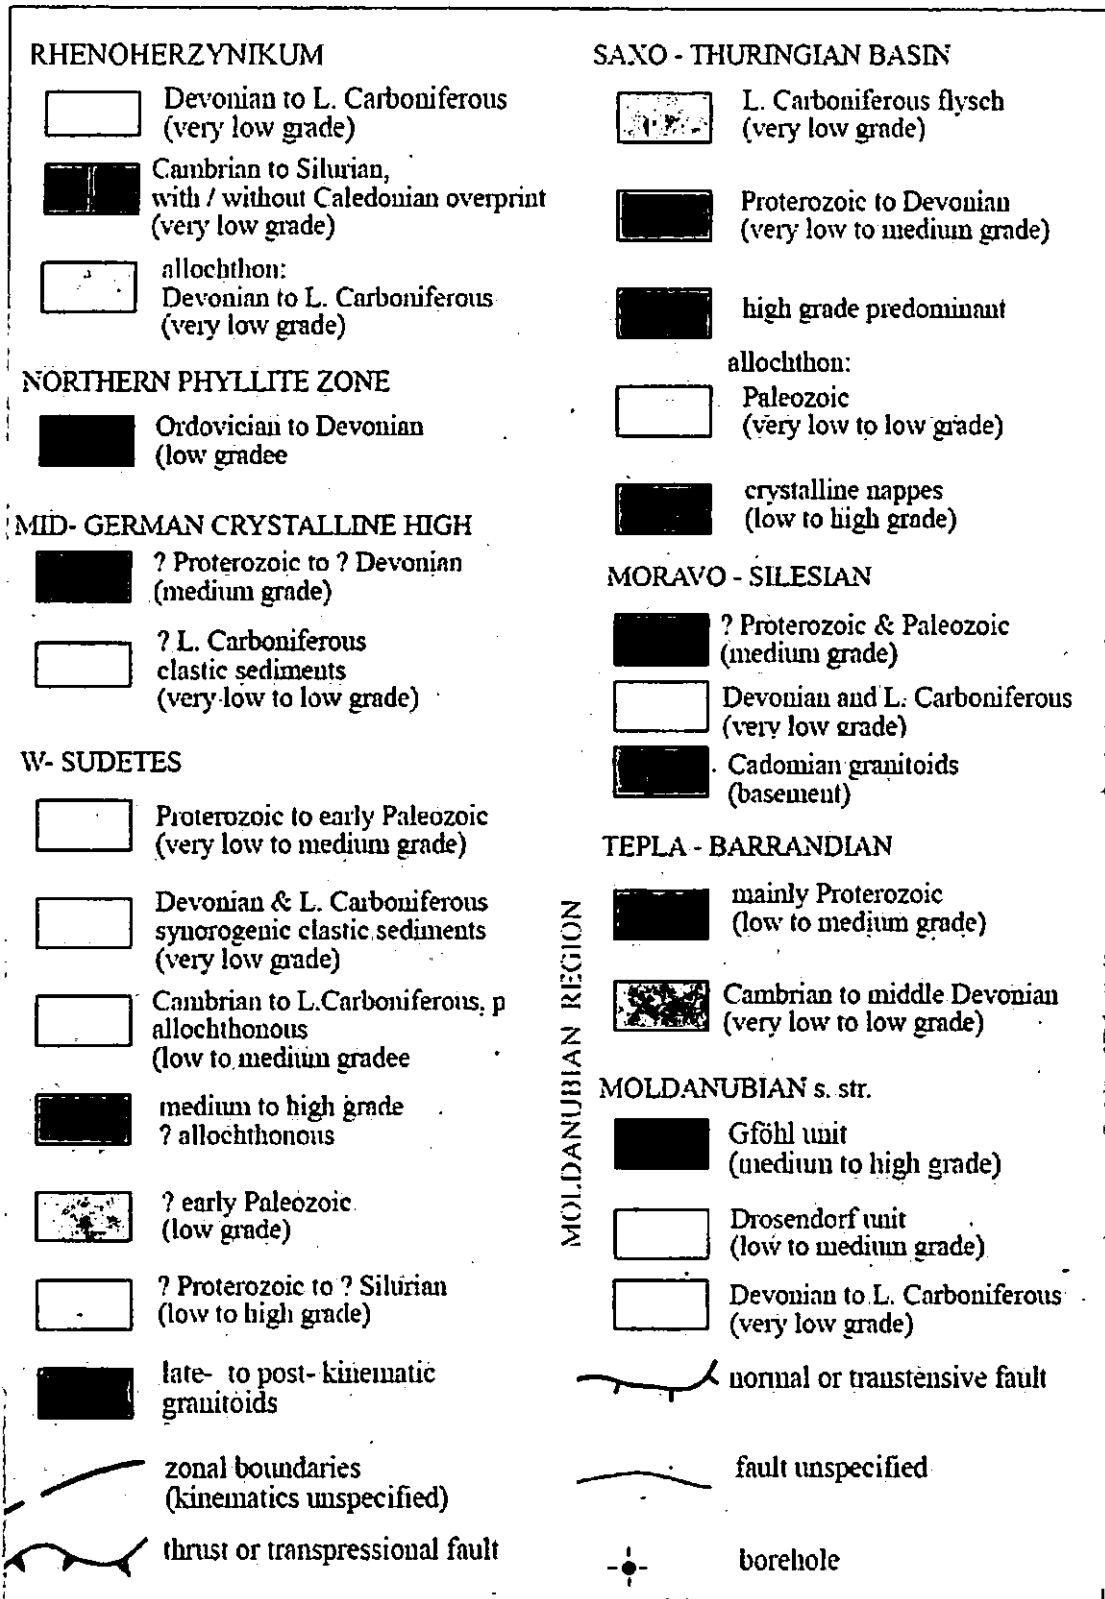 RHENOHERZYNIKUM
Devonian to L. Carboniferous
(very low grade)
Cambrian to Silurian,
with / without Caledonian overprint
(very low grade)
allochthon:
Devonian to L. Carboniferous
(very low grade)
NORTHERN PHYLLITE ZONE
Ordovician to Devonian
(low gradee
MID- GERMAN CRYSTALLINE HIGH
? Proterozoic to ? Devonian
(medium grade)
? L. Carboniferous
clastic sediments
(very low to low grade)
W- SUDETES
Proterozoic to early Paleozoic
(very low to medium grade)
Devonian & L. Carboniferous
synorogenic clastic sediments
(very low grade)
Cambrian to L.Carboniferous, p
allochthonous
(low to medium gradee
medium to high grade
? allochthonous
? early Paleozoic
(low grade)
? Proterozoic to ? Silurian
(low to high grade)
late- to post- kinematic
granitoids
zonal boundaries
(kinematics unspecified)
thrust or transpressional fault
SAXO - THURINGIAN BASIN
L. Carboniferous flysch
(very low grade)
Proterozoic to Devonian
(very low to medium grade)
high grade predominant
allochthon:
Paleozoic
(very low to low grade)
crystalline nappes
(low to high grade)
MORAVO - SILESIAN
? Proterozoic & Paleozoic
(medium grade)
Devonian and L. Carboniferous
(very low grade)
Cadomian granitoids
(basement)
MOLDANUBIAN REGION
TEPLA - BARRANDIAN
mainly Proterozoic
(low to medium grade)
Cambrian to middle Devonian
(very low to low grade)
MOLDANUBIAN s. str.
Gföhl unit
(medium to high grade)
Drosendorf unit
(low to medium grade)
Devonian to L. Carboniferous
(very low grade)
normal or transtensive fault
fault unspecified
borehole